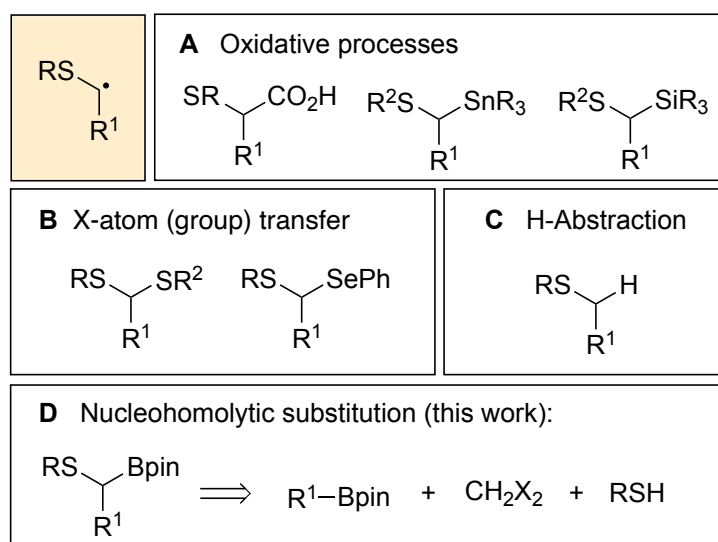 RS
•
R¹
A Oxidative processes
SR CO₂H
R¹
R²S SnR₃
R¹
R²S SiR₃
R¹
B X-atom (group) transfer
RS SR²
R¹
RS SePh
R¹
C H-Abstraction
RS H
R¹
D Nucleohomolytic substitution (this work):
RS Bpin
R¹
R¹–Bpin + CH₂X₂ + RSH